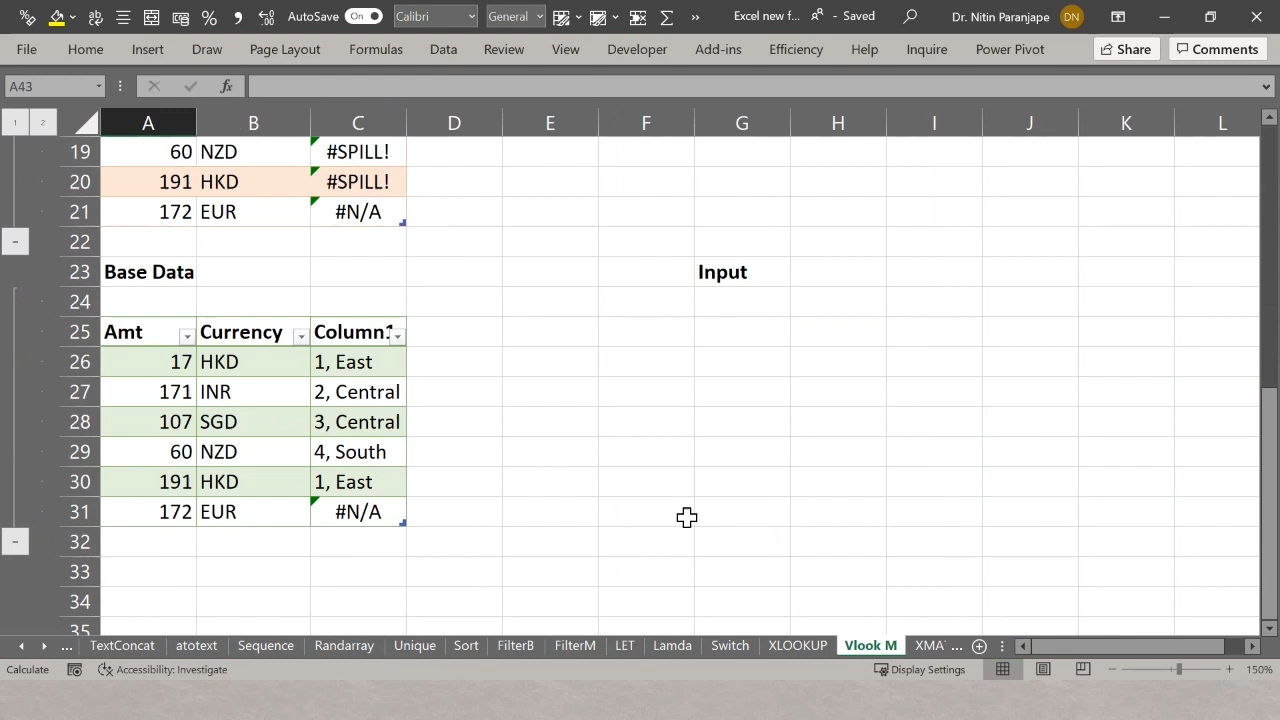 AutoSave On Calibri General Excel new f... - Saved Dr. Nitin Paranjape DN
File Home Insert Draw Page Layout Formulas Data Review View Developer Add-ins Efficiency Help Inquire Power Pivot Share Comments
A43 fx
1 2 A B C D E F G H I J K L
19 60 NZD #SPILL!
20 191 HKD #SPILL!
21 172 EUR #N/A
22
23 Base Data Input
24
25 Amt Currency Column1
26 17 HKD 1, East
27 171 INR 2, Central
28 107 SGD 3, Central
29 60 NZD 4, South
30 191 HKD 1, East
31 172 EUR #N/A
32
33
34
35
... TextConcat atotext Sequence Randarray Unique Sort FilterB FilterM LET Lamda Switch XLOOKUP Vlook M XMA ...
Calculate Accessibility: Investigate Display Settings 150%